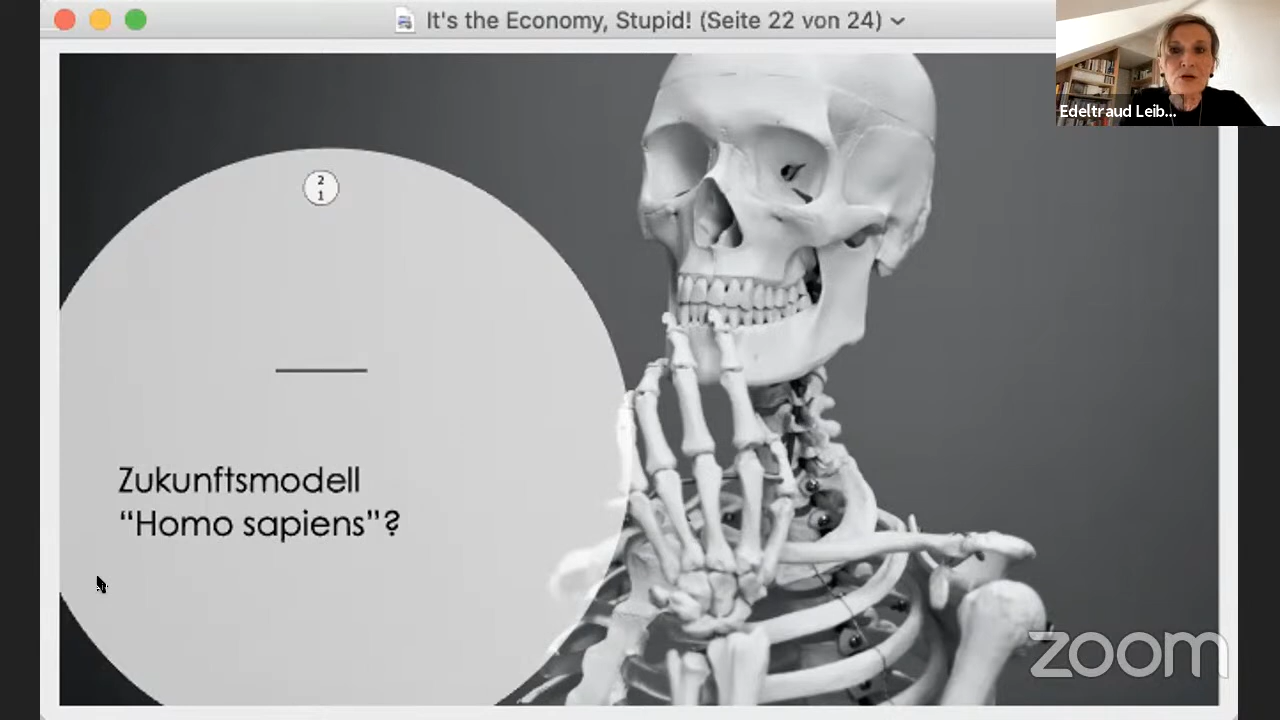 It's the Economy, Stupid! (Seite 22 von 24)
Edeltraud Leib...
2
1
Zukunftsmodell
“Homo sapiens”?
zoom